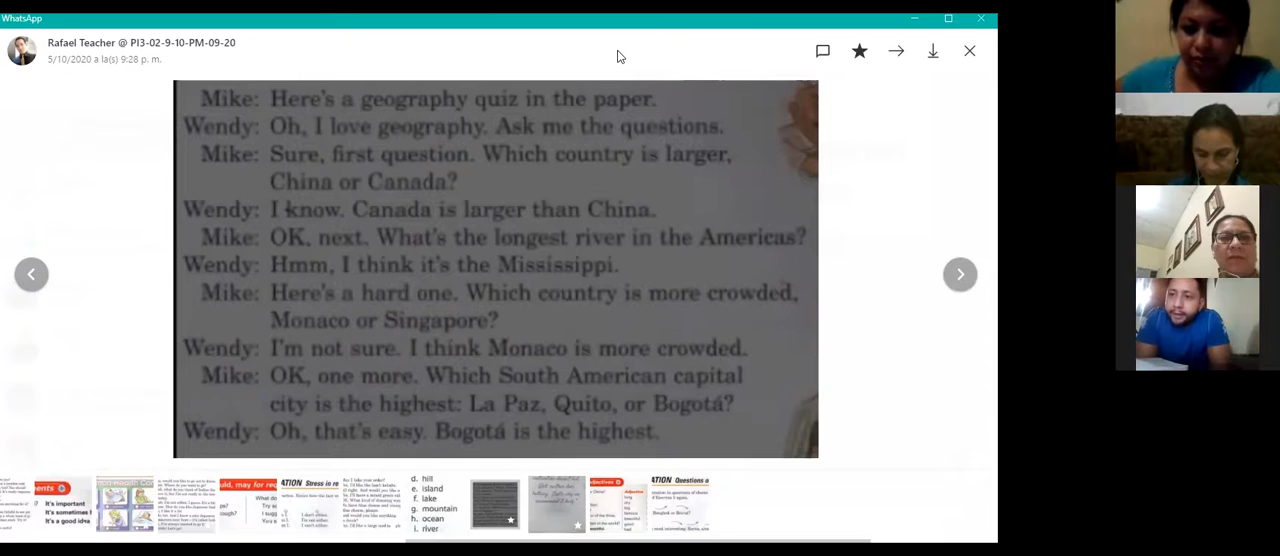 WhatsApp
Rafael Teacher @ PI3-02-9-10-PM-09-20
5/10/2020 a la(s) 9:28 p. m.
Mike: Here's a geography quiz in the paper.
Wendy: Oh, I love geography. Ask me the questions.
Mike: Sure, first question. Which country is larger,
China or Canada?
Wendy: I know. Canada is larger than China.
Mike: OK, next. What's the longest river in the Americas?
Wendy: Hmm, I think it's the Mississippi.
Mike: Here's a hard one. Which country is more crowded,
Monaco or Singapore?
Wendy: I'm not sure. I think Monaco is more crowded.
Mike: OK, one more. Which South American capital
city is the highest: La Paz, Quito, or Bogotá?
Wendy: Oh, that's easy. Bogotá is the highest.
It's important
It's sometimes
It's a good idea
ATION Stress in re
d. hill
e. island
f. lake
g. mountain
h. ocean
i. river
ATION Questions o